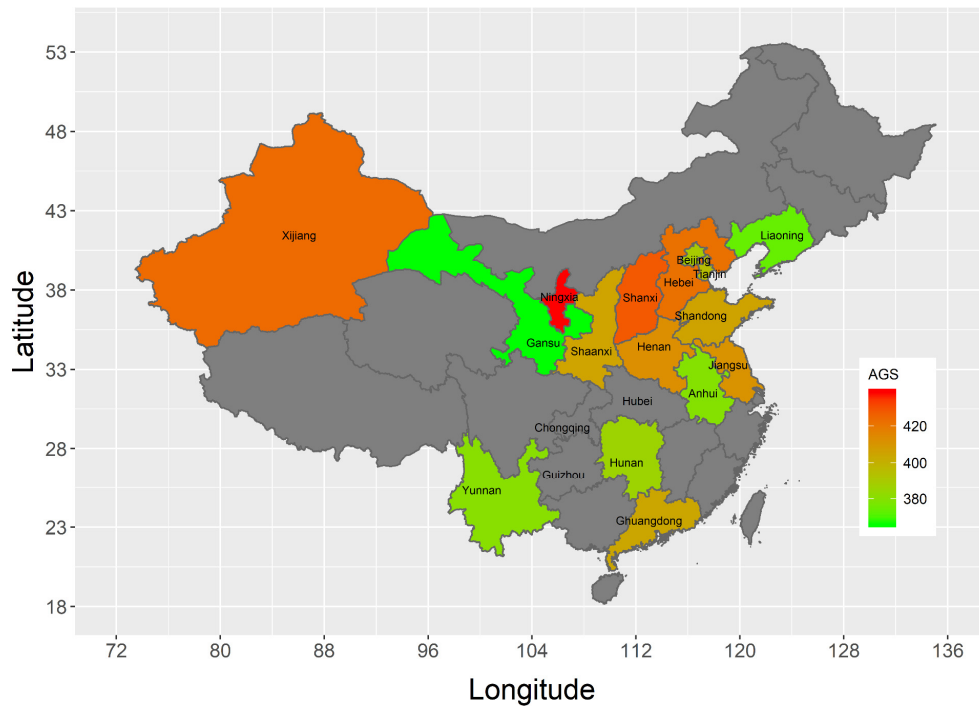 53
48
43
38
33
28
23
18
Latitude
Xijiang
Liaoning
Beijing
Tianjin
Hebei
Ningxia
Shanxi
Shandong
Gansu
Shaanxi
Henan
Jiangsu
Anhui
Hubei
Chongqing
Guizhou
Hunan
Yunnan
Ghuangdong
AGS
420
400
380
72 80 88 96 104 112 120 128 136
Longitude